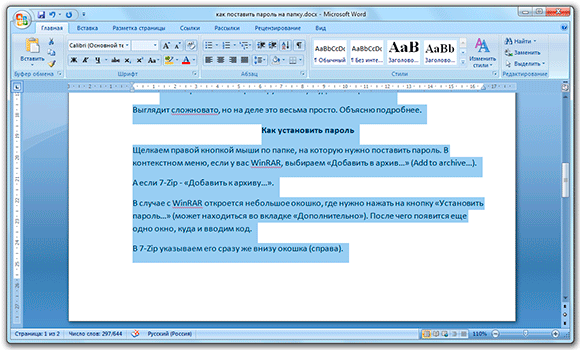 как поставить пароль на папку.docx - Microsoft Word
Главная Вставка Разметка страницы Ссылки Рассылки Рецензирование Вид
Calibri (Основной те
Вставить
Ж К Ч
AaBbCcDc AaBbCcDc AaB AaBb
¶ Обычный ¶ Без инте... Заголово... Заголово...
Изменить стили
Найти
Заменить
Выделить
Буфер обмена Шрифт Абзац Стили Редактирование
Выглядит сложновато, но на деле это весьма просто. Объясню подробнее.
Как установить пароль
Щелкаем правой кнопкой мыши по папке, на которую нужно поставить пароль. В
контекстном меню, если у вас WinRAR, выбираем «Добавить в архив...» (Add to archive...).
А если 7-Zip - «Добавить к архиву...».
В случае с WinRAR откроется небольшое окошко, где нужно нажать на кнопку «Установить
пароль...» (может находиться во вкладке «Дополнительно»). После чего появится еще
одно окно, куда и вводим код.
В 7-Zip указываем его сразу же внизу окошка (справа).
Страница: 1 из 2 Число слов: 297/644 Русский (Россия) 110%